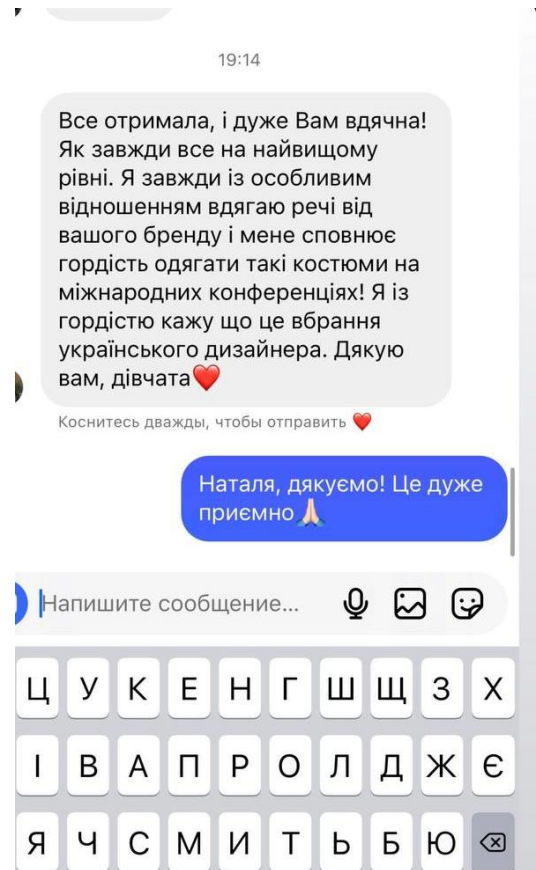 19:14
Все отримала, і дуже Вам вдячна!
Як завжди все на найвищому
рівні. Я завжди із особливим
відношенням вдягаю речі від
вашого бренду і мене сповнює
гордість одягати такі костюми на
міжнародних конференціях! Я із
гордістю кажу що це вбрання
українського дизайнера. Дякую
вам, дівчата❤️
Коснитесь дважды, чтобы отправить ❤️
Наталя, дякуємо! Це дуже
приємно🙏🏻
Напишите сообщение...
Ц У К Е Н Г Ш Щ З Х
І В А П Р О Л Д Ж Є
Я Ч С М И Т Ь Б Ю